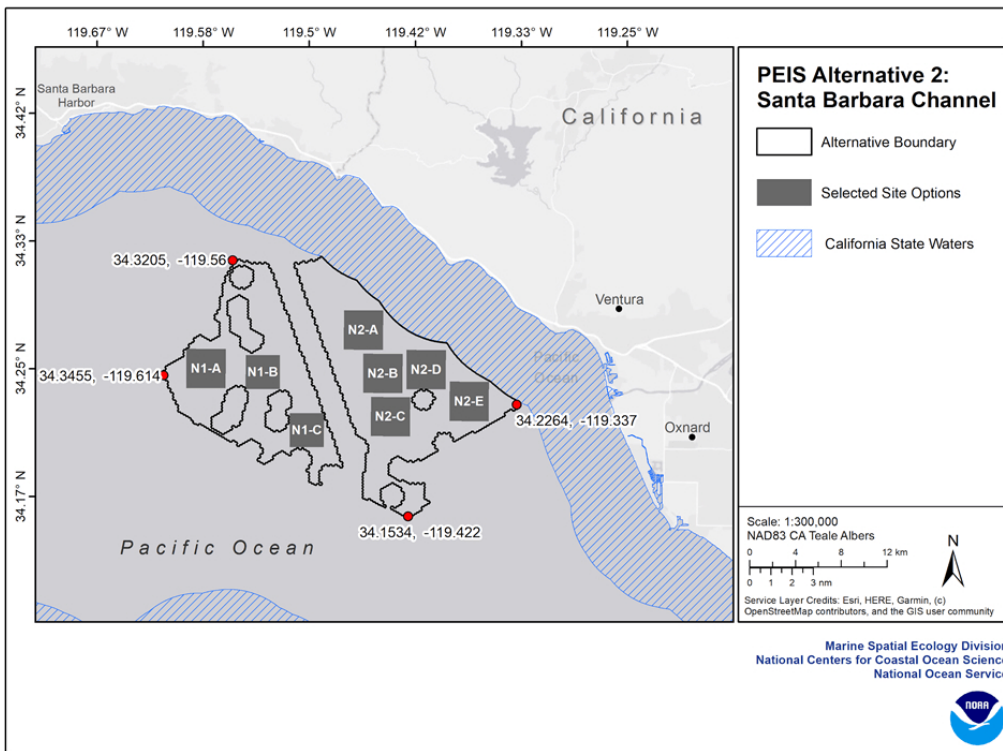 119.67° W 119.58° W 119.5° W 119.42° W 119.33° W 119.25° W
34.42° N
34.33° N
34.25° N
34.17° N
Santa Barbara
Harbor
California
34.3205, -119.56
Ventura
N2-A
Pacific
Ocean
N1-A
N1-B
N2-B
N2-D
34.3455, -119.614
N2-E
N2-C
34.2264, -119.337
N1-C
Oxnard
34.1534, -119.422
Pacific Ocean
PEIS Alternative 2:
Santa Barbara Channel
Alternative Boundary
Selected Site Options
California State Waters
Scale: 1:300,000
NAD83 CA Teale Albers
0 4 8 12 km
0 1 2 3 nm
N
Service Layer Credits: Esri, HERE, Garmin, (c)
OpenStreetMap contributors, and the GIS user community
Marine Spatial Ecology Division
National Centers for Coastal Ocean Science
National Ocean Service
NOAA